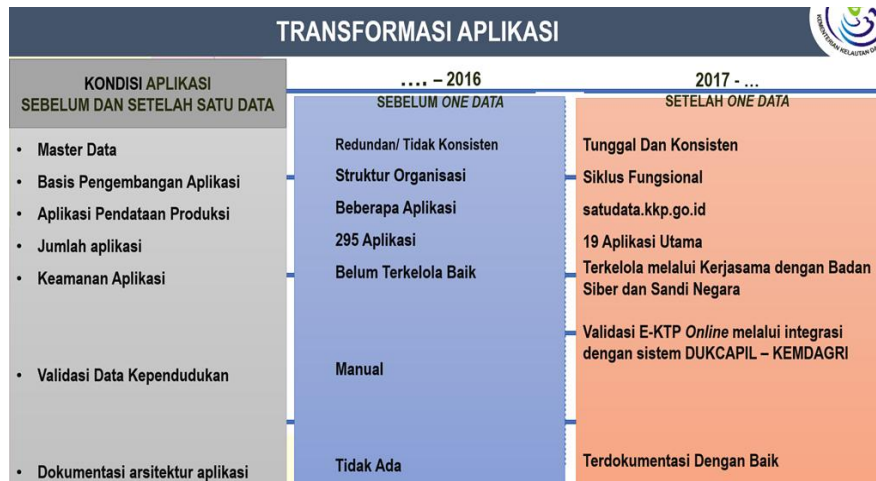 TRANSFORMASI APLIKASI
KEMENTERIAN KELAUTAN DA
KONDISI APLIKASI
SEBELUM DAN SETELAH SATU DATA
.... – 2016
SEBELUM ONE DATA
2017 - ...
SETELAH ONE DATA
• Master Data
Redundan/ Tidak Konsisten
Tunggal Dan Konsisten
• Basis Pengembangan Aplikasi
Struktur Organisasi
Siklus Fungsional
• Aplikasi Pendataan Produksi
Beberapa Aplikasi
satudata.kkp.go.id
• Jumlah aplikasi
295 Aplikasi
19 Aplikasi Utama
• Keamanan Aplikasi
Belum Terkelola Baik
Terkelola melalui Kerjasama dengan Badan
Siber dan Sandi Negara
• Validasi Data Kependudukan
Manual
Validasi E-KTP Online melalui integrasi
dengan sistem DUKCAPIL – KEMDAGRI
• Dokumentasi arsitektur aplikasi
Tidak Ada
Terdokumentasi Dengan Baik